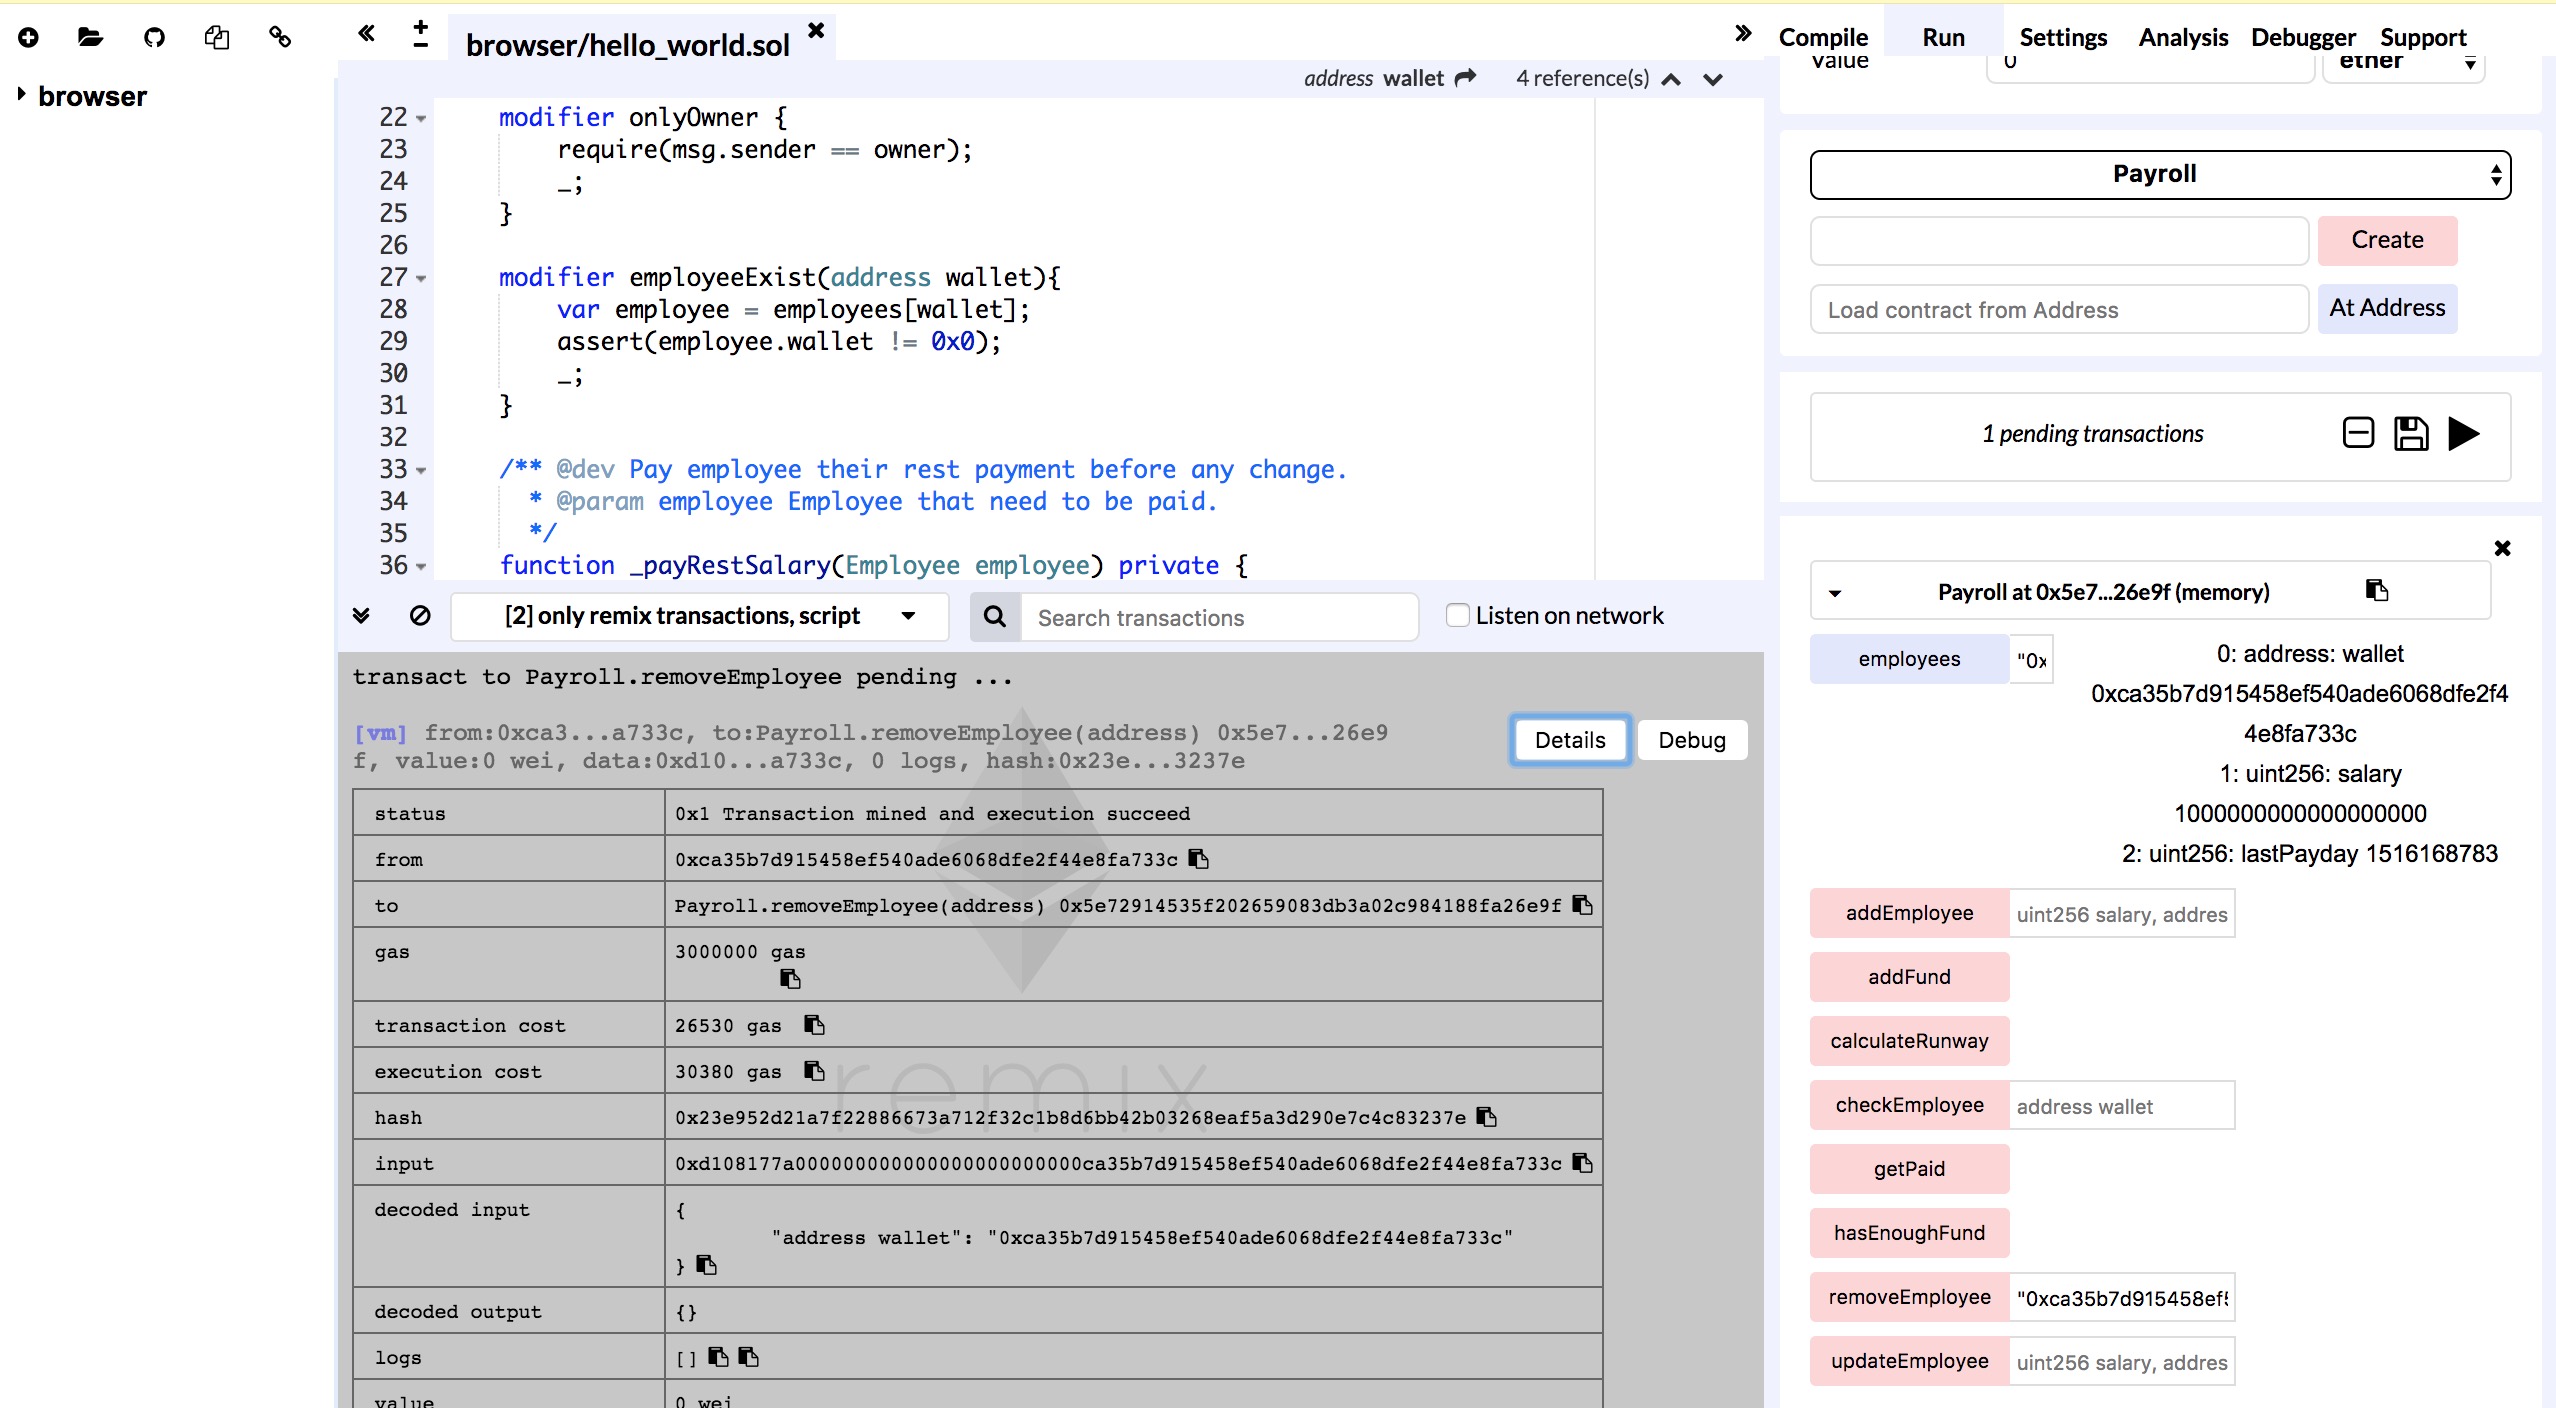 browser
browser/hello_world.sol
address wallet 4 reference(s)
22 modifier onlyOwner {
23 require(msg.sender == owner);
24 _;
25 }
26
27 modifier employeeExist(address wallet){
28 var employee = employees[wallet];
29 assert(employee.wallet != 0x0);
30 _;
31 }
32
33 /** @dev Pay employee their rest payment before any change.
34 * @param employee Employee that need to be paid.
35 */
36 function _payRestSalary(Employee employee) private {
[2] only remix transactions, script
Search transactions
Listen on network
transact to Payroll.removeEmployee pending ...
[vm] from:0xca3...a733c, to:Payroll.removeEmployee(address) 0x5e7...26e9
f, value:0 wei, data:0xd10...a733c, 0 logs, hash:0x23e...3237e
Details
Debug
status 0x1 Transaction mined and execution succeed
from 0xca35b7d915458ef540ade6068dfe2f44e8fa733c
to Payroll.removeEmployee(address) 0x5e72914535f202659083db3a02c984188fa26e9f
gas 3000000 gas
transaction cost 26530 gas
execution cost 30380 gas
hash 0x23e952d21a7f22886673a712f32c1b8d6bb42b03268eaf5a3d290e7c4c83237e
input 0xd108177a000000000000000000000000ca35b7d915458ef540ade6068dfe2f44e8fa733c
decoded input {
"address wallet": "0xca35b7d915458ef540ade6068dfe2f44e8fa733c"
}
decoded output {}
logs []
value 0 wei
remix
Compile Run Settings Analysis Debugger Support
value 0 ether
Payroll
Create
Load contract from Address
At Address
1 pending transactions
Payroll at 0x5e7...26e9f (memory)
employees "0x
0: address: wallet
0xca35b7d915458ef540ade6068dfe2f4
4e8fa733c
1: uint256: salary
1000000000000000000
2: uint256: lastPayday 1516168783
addEmployee uint256 salary, addres
addFund
calculateRunway
checkEmployee address wallet
getPaid
hasEnoughFund
removeEmployee "0xca35b7d915458ef5
updateEmployee uint256 salary, addres